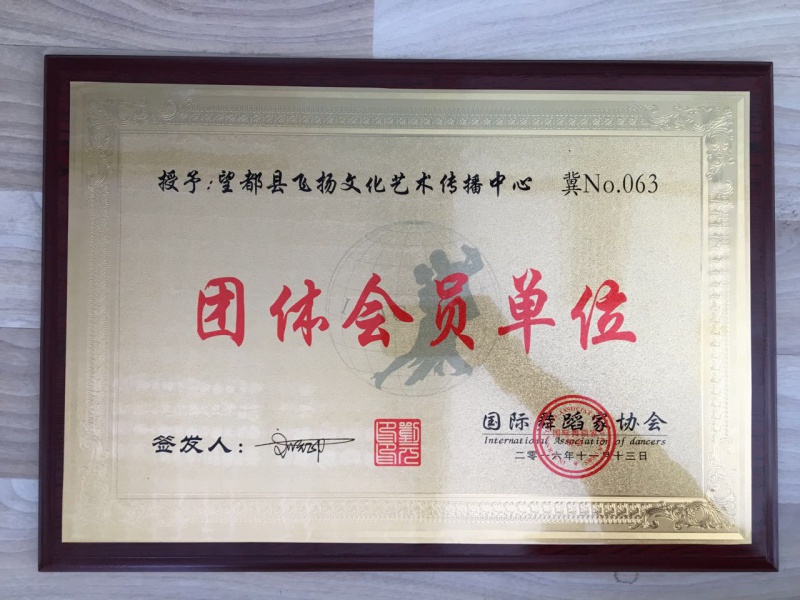 授予:望都县飞扬文化艺术传播中心 冀No.063
团体会员单位
签发人:
国际舞蹈家协会
International Association of dancers
二零一六年十一月十三日